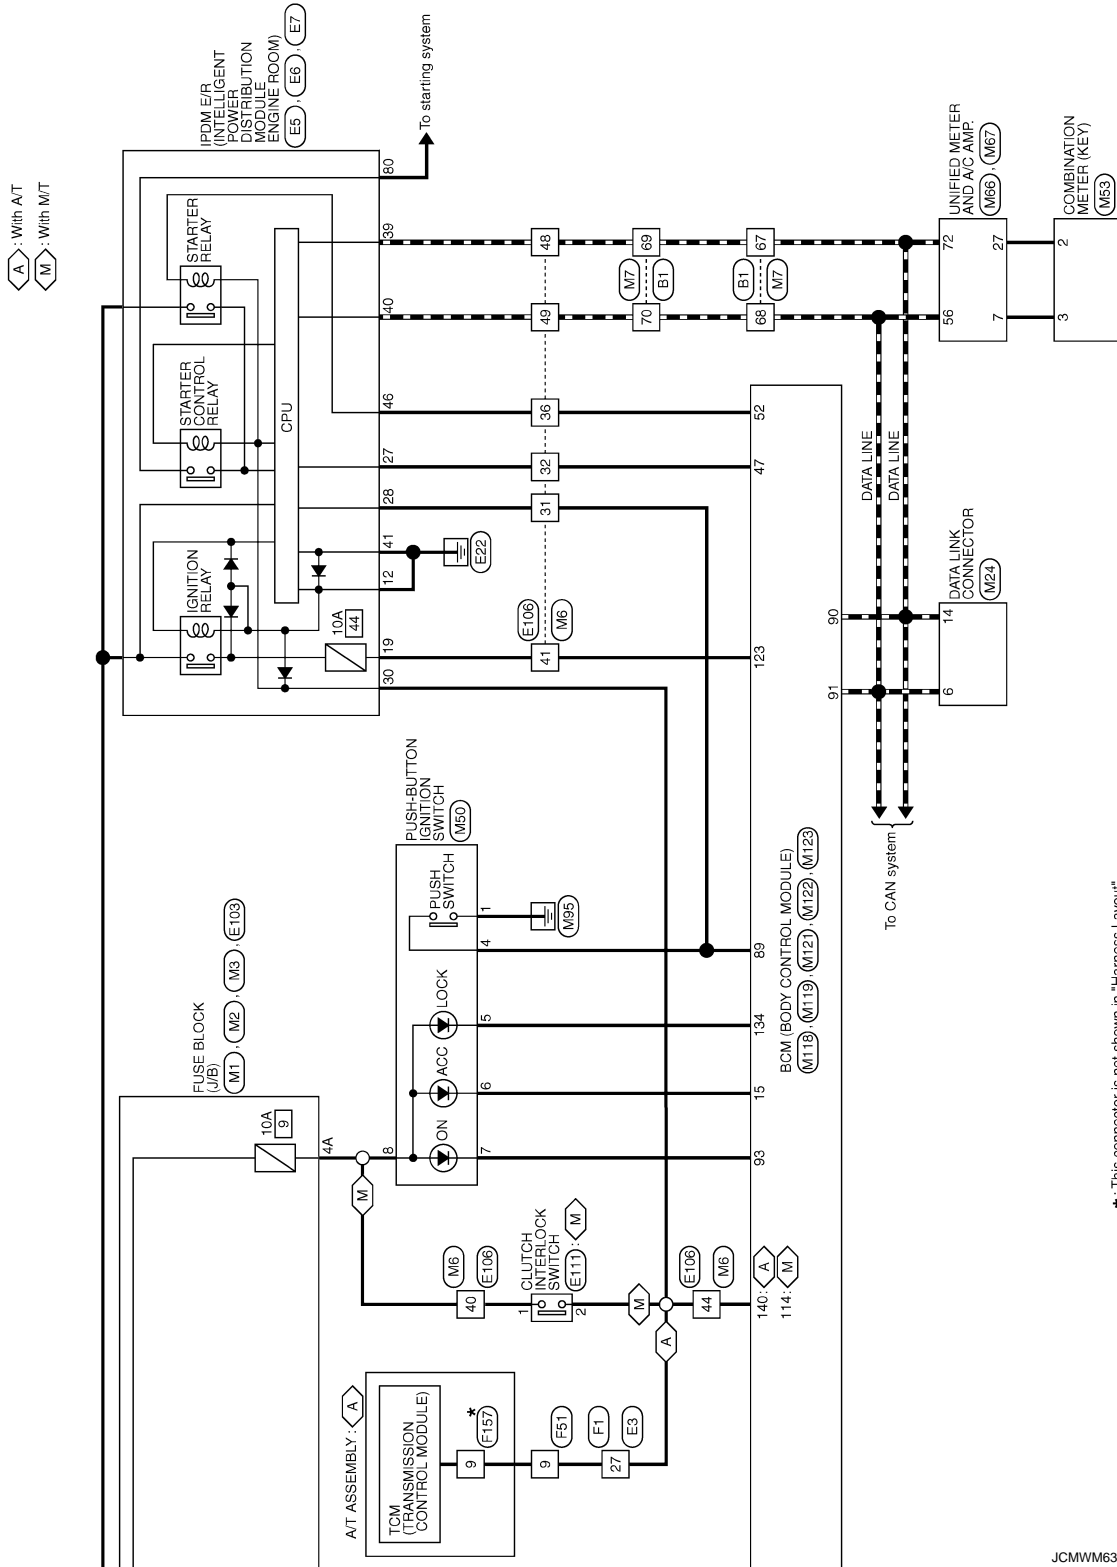 A : With A/T
M : With M/T
IPDM E/R
(INTELLIGENT
POWER
DISTRIBUTION
MODULE
ENGINE ROOM)
E5 , E6 , E7
STARTER
RELAY
STARTER
CONTROL
RELAY
IGNITION
RELAY
CPU
10A
44
80
39
40
46
27
28
41
12
19
30
To starting system
E22
48
49
36
32
31
41
E106
M6
69
70
M7
B1
67
68
B1
M7
52
47
123
90
91
DATA LINE
DATA LINE
UNIFIED METER
AND A/C AMP.
M66 , M67
72
56
27
7
COMBINATION
METER (KEY)
M53
2
3
DATA LINK
CONNECTOR
M24
14
6
To CAN system
FUSE BLOCK
(J/B)
M1 , M2 , M3 , E103
10A
9
4A
PUSH-BUTTON
IGNITION
SWITCH
M50
PUSH
SWITCH
LOCK
ACC
ON
8
1
4
5
6
7
M95
89
134
15
93
BCM (BODY CONTROL MODULE)
M118 , M119 , M121 , M122 , M123
M
40
M6
E106
CLUTCH
INTERLOCK
SWITCH
E111 : M
1
2
M
A
44
E106
M6
140 : A
114 : M
A/T ASSEMBLY : A
TCM
(TRANSMISSION
CONTROL MODULE)
9
F157
*
9
F51
27
F1
E3
* : This connector is not shown in "Harness Layout"
JCMWM63